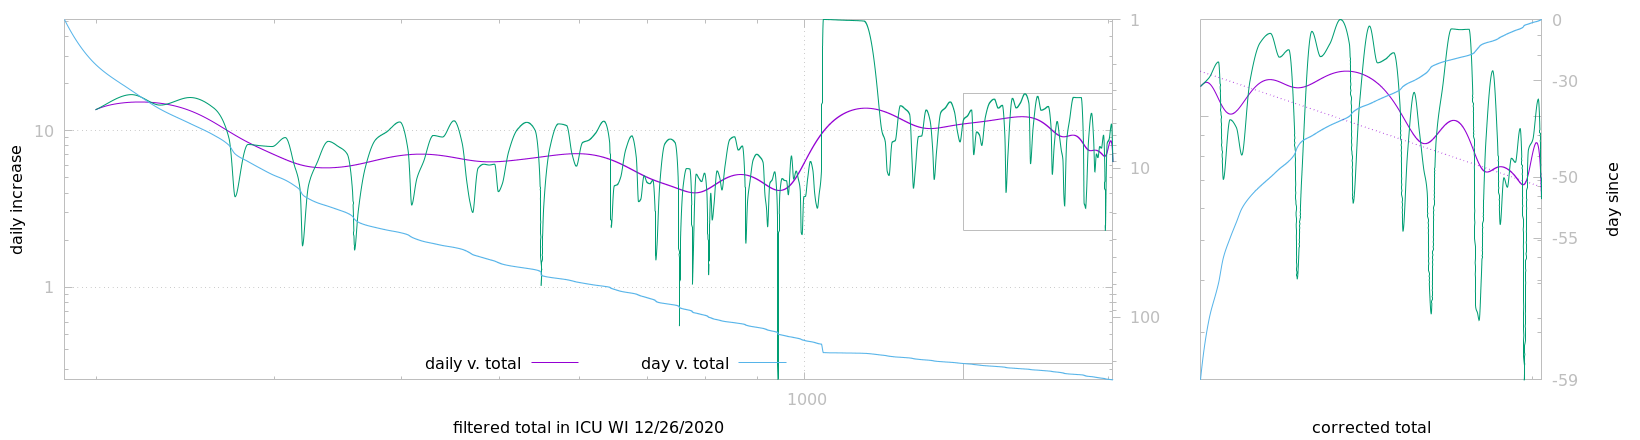 1
0
-30
10
daily increase
10
-50
day since
-55
1
100
daily v. total
day v. total
-59
1000
filtered total in ICU WI 12/26/2020
corrected total